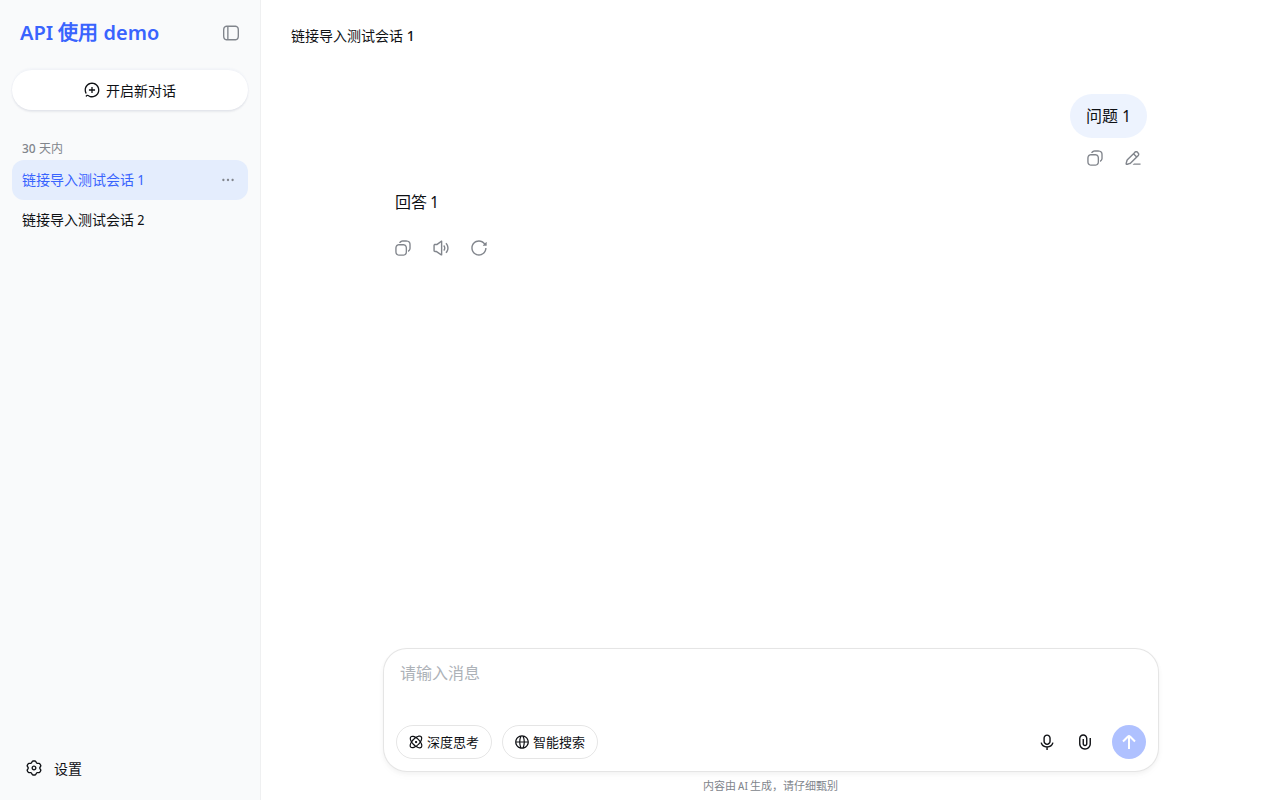 API 使用 demo
开启新对话
30 天内
链接导入测试会话 1
链接导入测试会话 2
设置
链接导入测试会话 1
问题 1
回答 1
请输入消息
深度思考
智能搜索
内容由 AI 生成，请仔细甄别